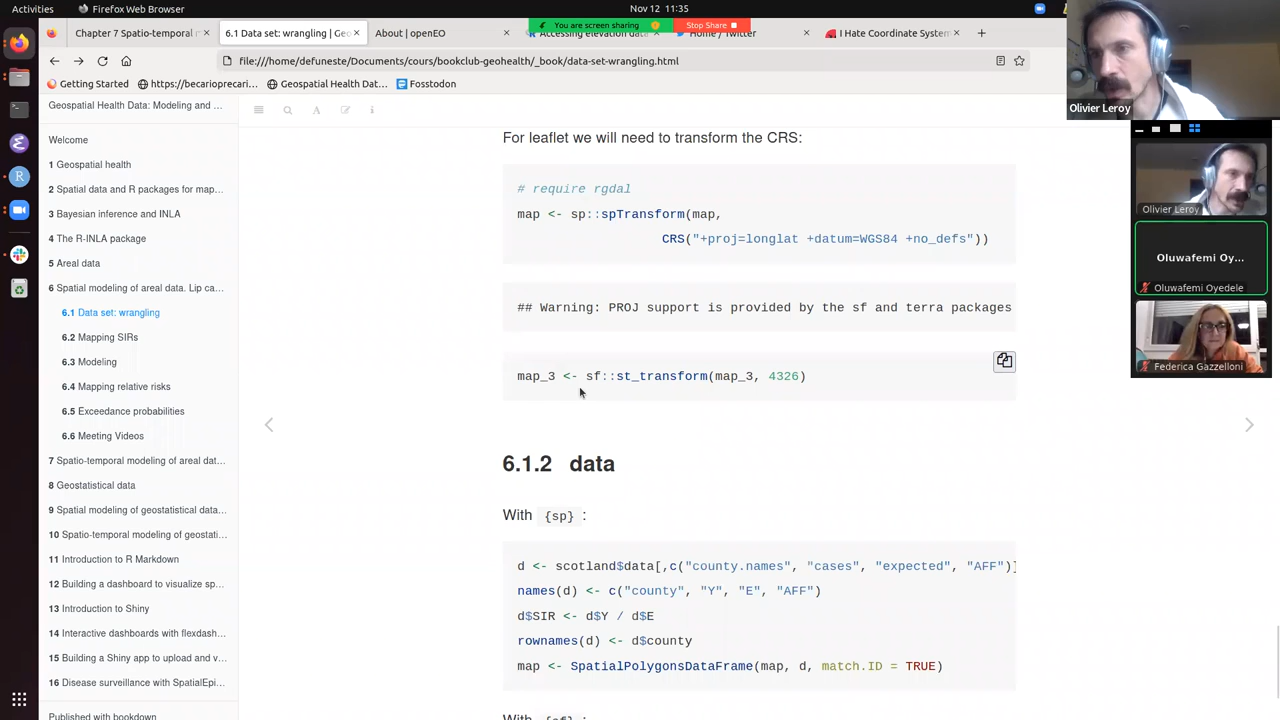 Activities
Firefox Web Browser
Nov 12 11:35
You are screen sharing
Stop Share
Chapter 7 Spatio-temporal m
6.1 Data set: wrangling | Geo
About | openEO
Accessing elevation data
Home / Twitter
I Hate Coordinate System
file:///home/defuneste/Documents/cours/bookclub-geohealth/_book/data-set-wrangling.html
Getting Started
https://becarioprecari...
Geospatial Health Dat...
Fosstodon
Olivier Leroy
Olivier Leroy
Oluwafemi Oy...
Oluwafemi Oyedele
Federica Gazzelloni
Geospatial Health Data: Modeling and ...
Welcome
1 Geospatial health
2 Spatial data and R packages for map...
3 Bayesian inference and INLA
4 The R-INLA package
5 Areal data
6 Spatial modeling of areal data. Lip ca...
6.1 Data set: wrangling
6.2 Mapping SIRs
6.3 Modeling
6.4 Mapping relative risks
6.5 Exceedance probabilities
6.6 Meeting Videos
7 Spatio-temporal modeling of areal dat...
8 Geostatistical data
9 Spatial modeling of geostatistical data...
10 Spatio-temporal modeling of geostati...
11 Introduction to R Markdown
12 Building a dashboard to visualize sp...
13 Introduction to Shiny
14 Interactive dashboards with flexdash...
15 Building a Shiny app to upload and v...
16 Disease surveillance with SpatialEpi...
Published with bookdown
For leaflet we will need to transform the CRS:
# require rgdal
map <- sp::spTransform(map,
CRS("+proj=longlat +datum=WGS84 +no_defs"))
## Warning: PROJ support is provided by the sf and terra packages
map_3 <- sf::st_transform(map_3, 4326)
6.1.2 data
With {sp} :
d <- scotland$data[,c("county.names", "cases", "expected", "AFF")]
names(d) <- c("county", "Y", "E", "AFF")
d$SIR <- d$Y / d$E
rownames(d) <- d$county
map <- SpatialPolygonsDataFrame(map, d, match.ID = TRUE)
With {sf} :